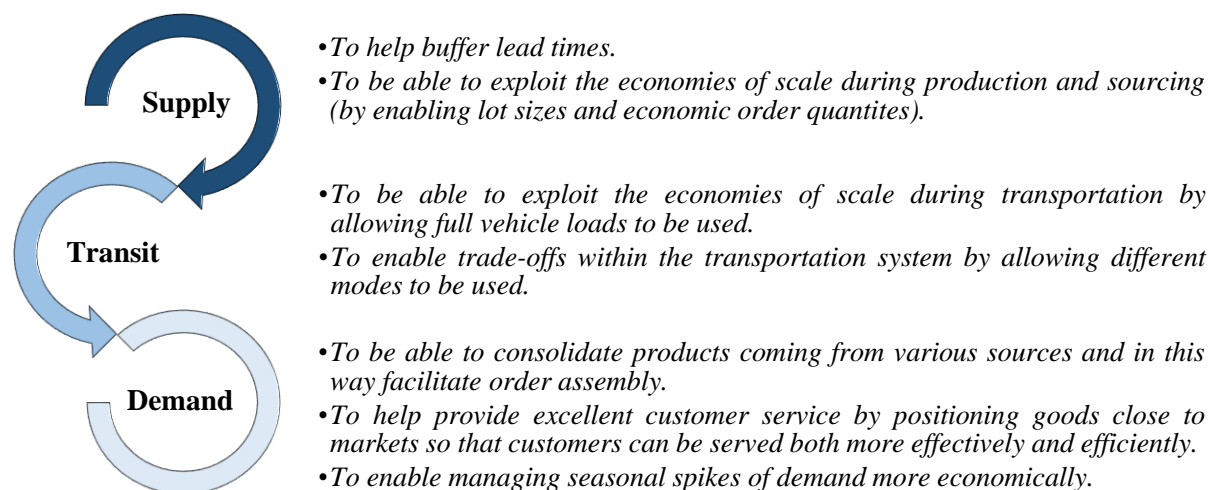 Supply
•To help buffer lead times.
•To be able to exploit the economies of scale during production and sourcing
(by enabling lot sizes and economic order quantites).
Transit
•To be able to exploit the economies of scale during transportation by
allowing full vehicle loads to be used.
•To enable trade-offs within the transportation system by allowing different
modes to be used.
Demand
•To be able to consolidate products coming from various sources and in this
way facilitate order assembly.
•To help provide excellent customer service by positioning goods close to
markets so that customers can be served both more effectively and efficiently.
•To enable managing seasonal spikes of demand more economically.